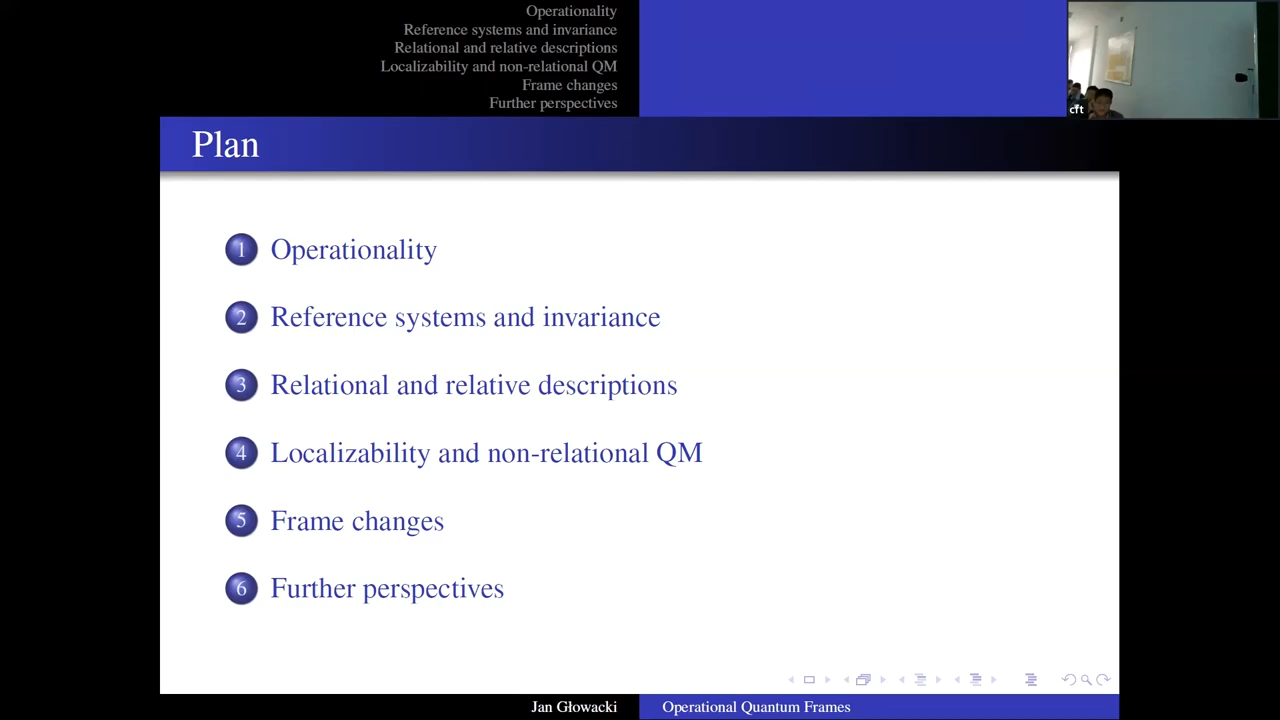 Operationality
Reference systems and invariance
Relational and relative descriptions
Localizability and non-relational QM
Frame changes
Further perspectives
cft
Plan
1 Operationality
2 Reference systems and invariance
3 Relational and relative descriptions
4 Localizability and non-relational QM
5 Frame changes
6 Further perspectives
Jan Głowacki
Operational Quantum Frames